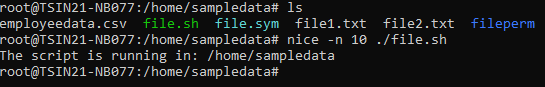 root@TSIN21-NB077:/home/sampledata# ls
employeedata.csv file.sh file.sym file1.txt file2.txt fileperm
root@TSIN21-NB077:/home/sampledata# nice -n 10 ./file.sh
The script is running in: /home/sampledata
root@TSIN21-NB077:/home/sampledata#